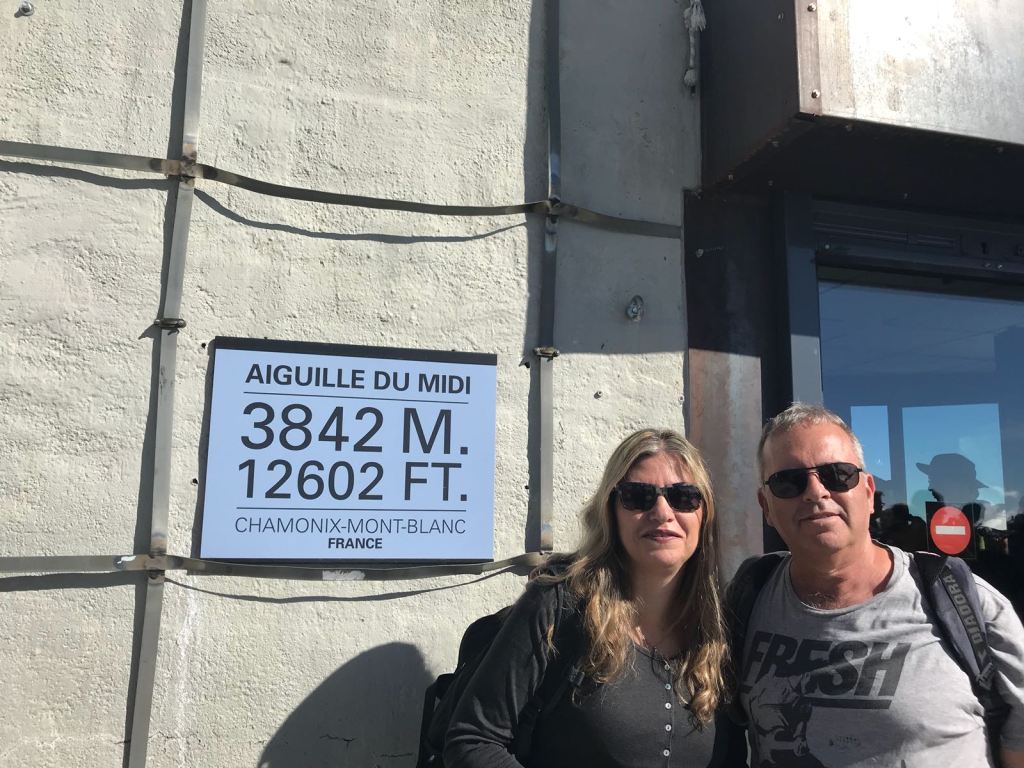 AIGUILLE DU MIDI
3842 M.
12602 FT.
CHAMONIX-MONT-BLANC
FRANCE
FRESH
DIADORA